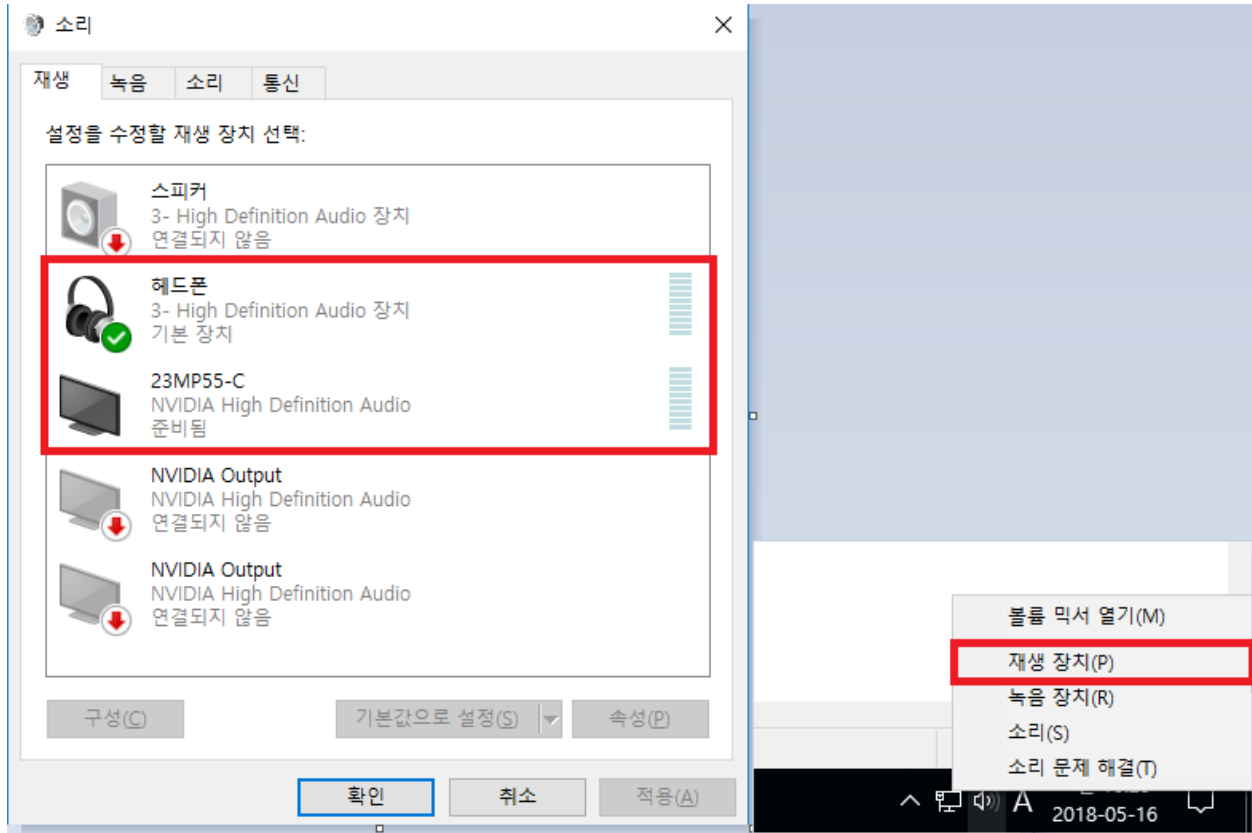 소리
재생
녹음
소리
통신
설정을 수정할 재생 장치 선택:
스피커
3- High Definition Audio 장치
연결되지 않음
헤드폰
3- High Definition Audio 장치
기본 장치
23MP55-C
NVIDIA High Definition Audio
준비됨
NVIDIA Output
NVIDIA High Definition Audio
연결되지 않음
NVIDIA Output
NVIDIA High Definition Audio
연결되지 않음
구성(C)
기본값으로 설정(S)
속성(P)
확인
취소
적용(A)
볼륨 믹서 열기(M)
재생 장치(P)
녹음 장치(R)
소리(S)
소리 문제 해결(T)
A
2018-05-16